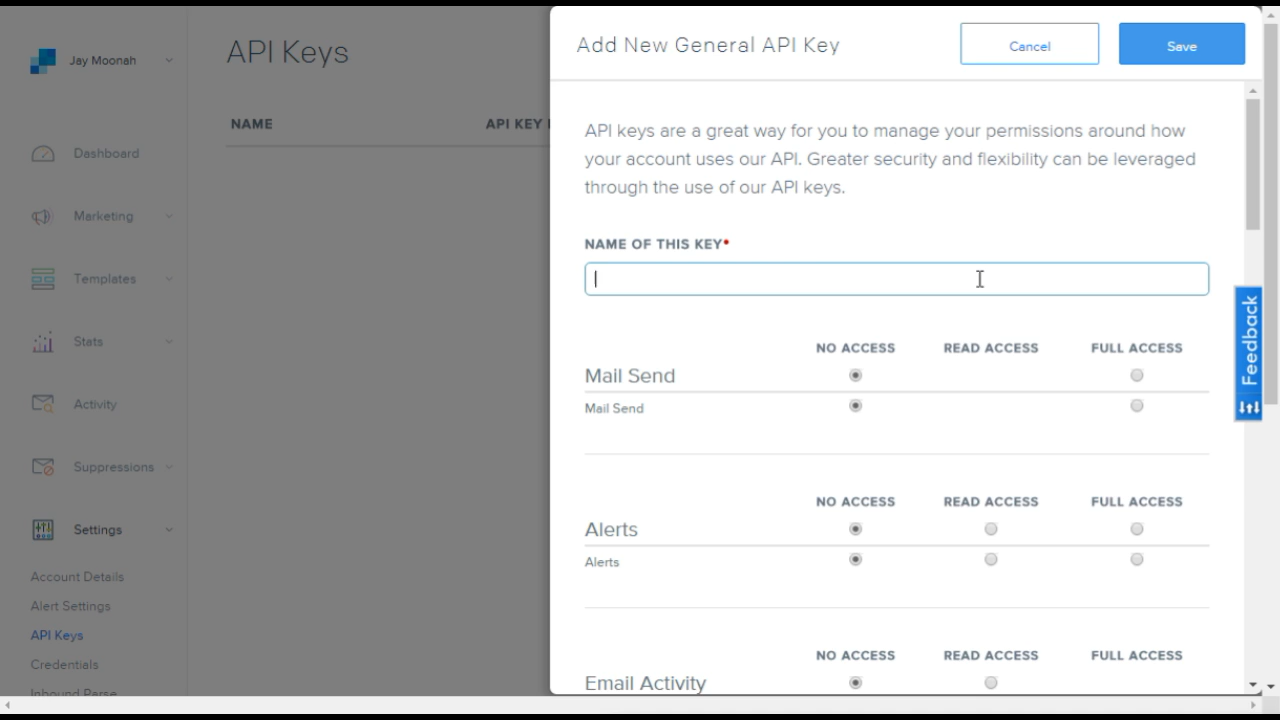 Jay Moonah
Dashboard
Marketing
Templates
Stats
Activity
Suppressions
Settings
Account Details
Alert Settings
API Keys
Credentials
Inbound Parse
API Keys
NAME
API KEY
Add New General API Key
Cancel
Save
API keys are a great way for you to manage your permissions around how
your account uses our API. Greater security and flexibility can be leveraged
through the use of our API keys.
NAME OF THIS KEY*
NO ACCESS READ ACCESS FULL ACCESS
Mail Send
Mail Send
NO ACCESS READ ACCESS FULL ACCESS
Alerts
Alerts
NO ACCESS READ ACCESS FULL ACCESS
Email Activity
Feedback